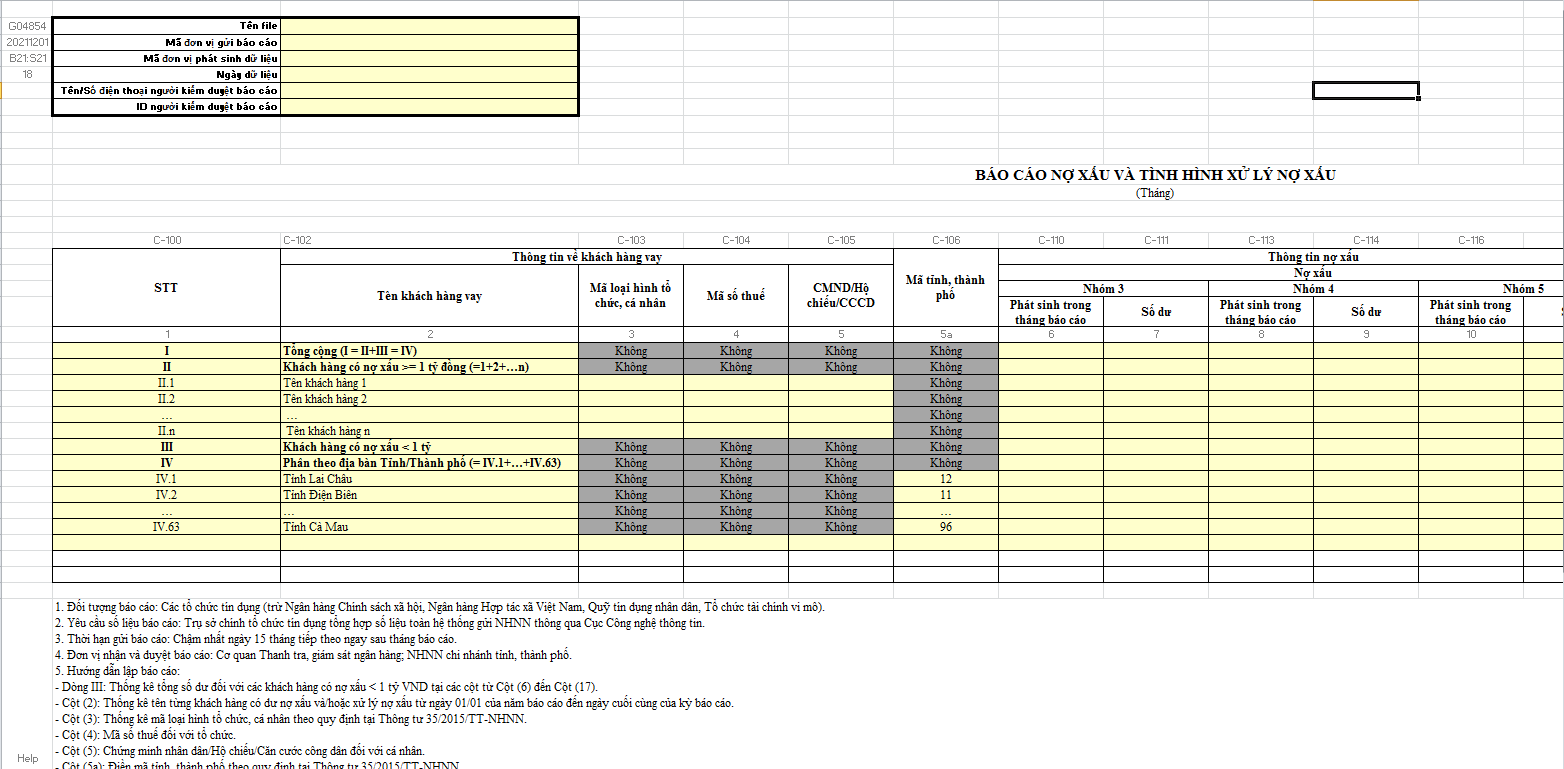 G04854 Tên file
20211201 Mã đơn vị gửi báo cáo
B21:S21 Mã đơn vị phát sinh dữ liệu
18 Ngày dữ liệu
Tên/Số điện thoại người kiểm duyệt báo cáo
ID người kiểm duyệt báo cáo
BÁO CÁO NỢ XẤU VÀ TÌNH HÌNH XỬ LÝ NỢ XẤU
(Tháng)
C-100 C-102 C-103 C-104 C-105 C-106 C-110 C-111 C-113 C-114 C-116
STT
Thông tin về khách hàng vay
Tên khách hàng vay
Mã loại hình tổ
chức, cá nhân
Mã số thuế
CMND/Hộ
chiếu/CCCD
Mã tỉnh, thành
phố
Thông tin nợ xấu
Nợ xấu
Nhóm 3 Nhóm 4 Nhóm 5
Phát sinh trong
tháng báo cáo
Số dư
Phát sinh trong
tháng báo cáo
Số dư
Phát sinh trong
tháng báo cáo
1 2 3 4 5 5a 6 7 8 9 10
I Tổng cộng (I = II+III = IV) Không Không Không Không
II Khách hàng có nợ xấu >= 1 tỷ đồng (=1+2+…n) Không Không Không Không
II.1 Tên khách hàng 1 Không
II.2 Tên khách hàng 2 Không
… … Không
II.n Tên khách hàng n Không
III Khách hàng có nợ xấu < 1 tỷ Không Không Không Không
IV Phân theo địa bàn Tỉnh/Thành phố (= IV.1+…+IV.63) Không Không Không Không
IV.1 Tỉnh Lai Châu Không Không Không 12
IV.2 Tỉnh Điện Biên Không Không Không 11
… … Không Không Không …
IV.63 Tỉnh Cà Mau Không Không Không 96
1. Đối tượng báo cáo: Các tổ chức tín dụng (trừ Ngân hàng Chính sách xã hội, Ngân hàng Hợp tác xã Việt Nam, Quỹ tín dụng nhân dân, Tổ chức tài chính vi mô).
2. Yêu cầu số liệu báo cáo: Trụ sở chính tổ chức tín dụng tổng hợp số liệu toàn hệ thống gửi NHNN thông qua Cục Công nghệ thông tin.
3. Thời hạn gửi báo cáo: Chậm nhất ngày 15 tháng tiếp theo ngay sau tháng báo cáo.
4. Đơn vị nhận và duyệt báo cáo: Cơ quan Thanh tra, giám sát ngân hàng; NHNN chi nhánh tỉnh, thành phố.
5. Hướng dẫn lập báo cáo:
- Dòng III: Thống kê tổng số dư đối với các khách hàng có nợ xấu < 1 tỷ VND tại các cột từ Cột (6) đến Cột (17).
- Cột (2): Thống kê tên từng khách hàng có dư nợ xấu và/hoặc xử lý nợ xấu từ ngày 01/01 của năm báo cáo đến ngày cuối cùng của kỳ báo cáo.
- Cột (3): Thống kê mã loại hình tổ chức, cá nhân theo quy định tại Thông tư 35/2015/TT-NHNN.
- Cột (4): Mã số thuế đối với tổ chức.
- Cột (5): Chứng minh nhân dân/Hộ chiếu/Căn cước công dân đối với cá nhân.
Help
- Cột (5a): Điền mã tỉnh, thành phố theo quy định tại Thông tư 35/2015/TT-NHNN